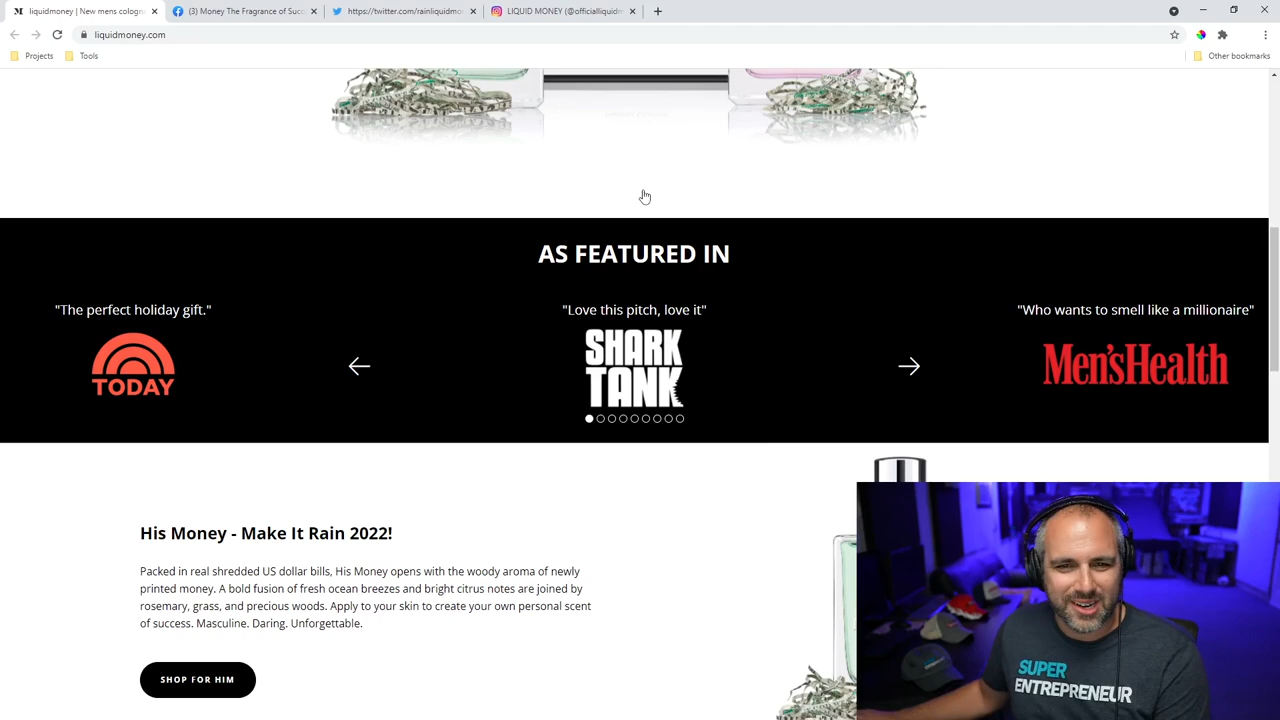 liquidmoney | New mens cologn
(3) Money The Fragrance of Succ
https://twitter.com/rainliquidmon
LIQUID MONEY (@officialliquidm
liquidmoney.com
Projects
Tools
Other bookmarks
AS FEATURED IN
"The perfect holiday gift."
TODAY
"Love this pitch, love it"
SHARK
TANK
"Who wants to smell like a millionaire"
Men'sHealth
His Money - Make It Rain 2022!
Packed in real shredded US dollar bills, His Money opens with the woody aroma of newly
printed money. A bold fusion of fresh ocean breezes and bright citrus notes are joined by
rosemary, grass, and precious woods. Apply to your skin to create your own personal scent
of success. Masculine. Daring. Unforgettable.
SHOP FOR HIM
SUPER
ENTREPRENEUR